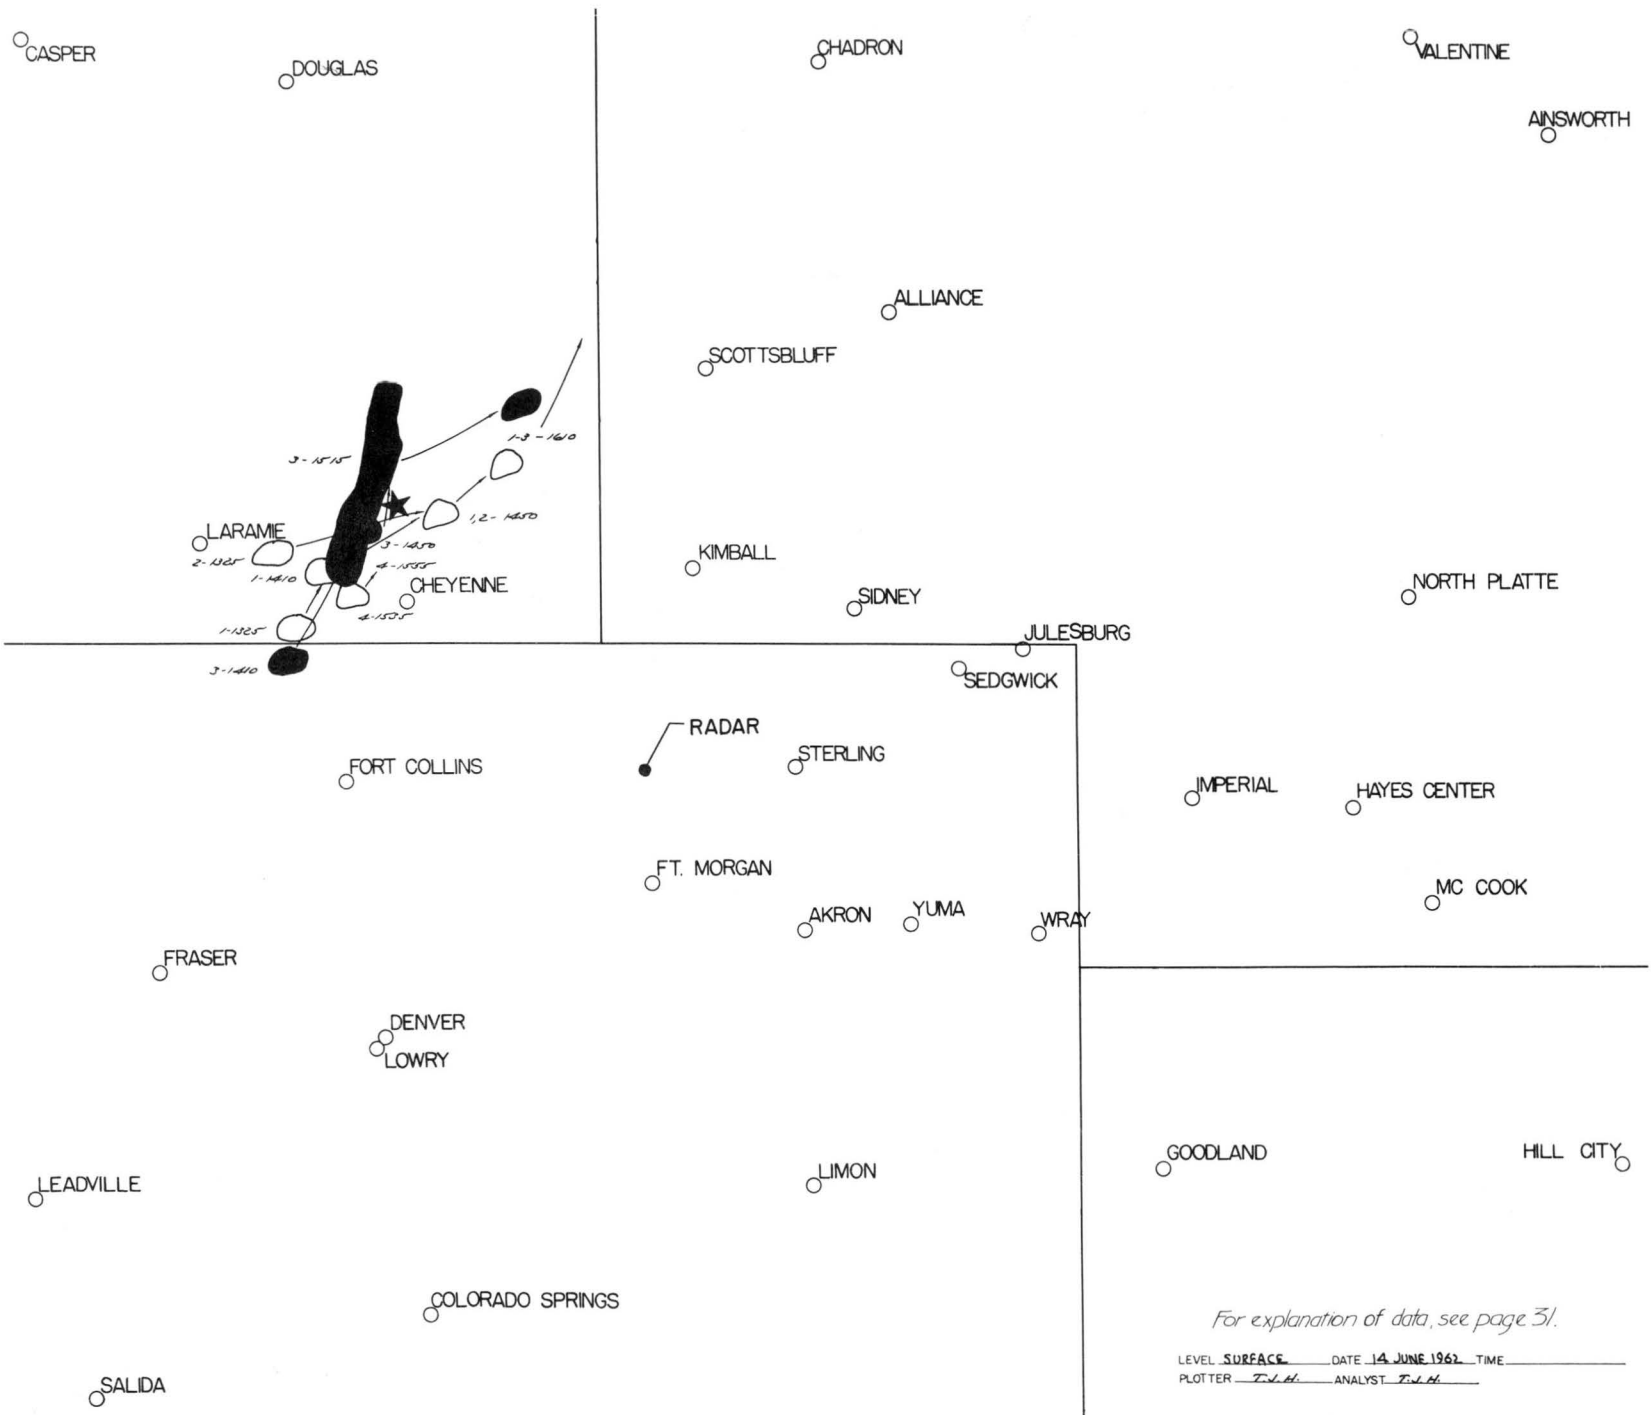 CASPER
DOUGLAS
CHADRON
VALENTINE
AINSWORTH
ALLIANCE
SCOTTSBLUFF
1-3-1610
3-1515
1,2-1450
LARAMIE
3-1450
2-1325
4-1555
1-1410
CHEYENNE
4-1535
1-1325
3-1410
KIMBALL
SIDNEY
NORTH PLATTE
JULESBURG
SEDGWICK
RADAR
FORT COLLINS
STERLING
IMPERIAL
HAYES CENTER
FT. MORGAN
MC COOK
AKRON
YUMA
WRAY
FRASER
DENVER
LOWRY
GOODLAND
HILL CITY
LEADVILLE
LIMON
COLORADO SPRINGS
For explanation of data, see page 31.
LEVEL SURFACE DATE 14 JUNE 1962 TIME
PLOTTER T.J.H. ANALYST T.J.H.
SALIDA